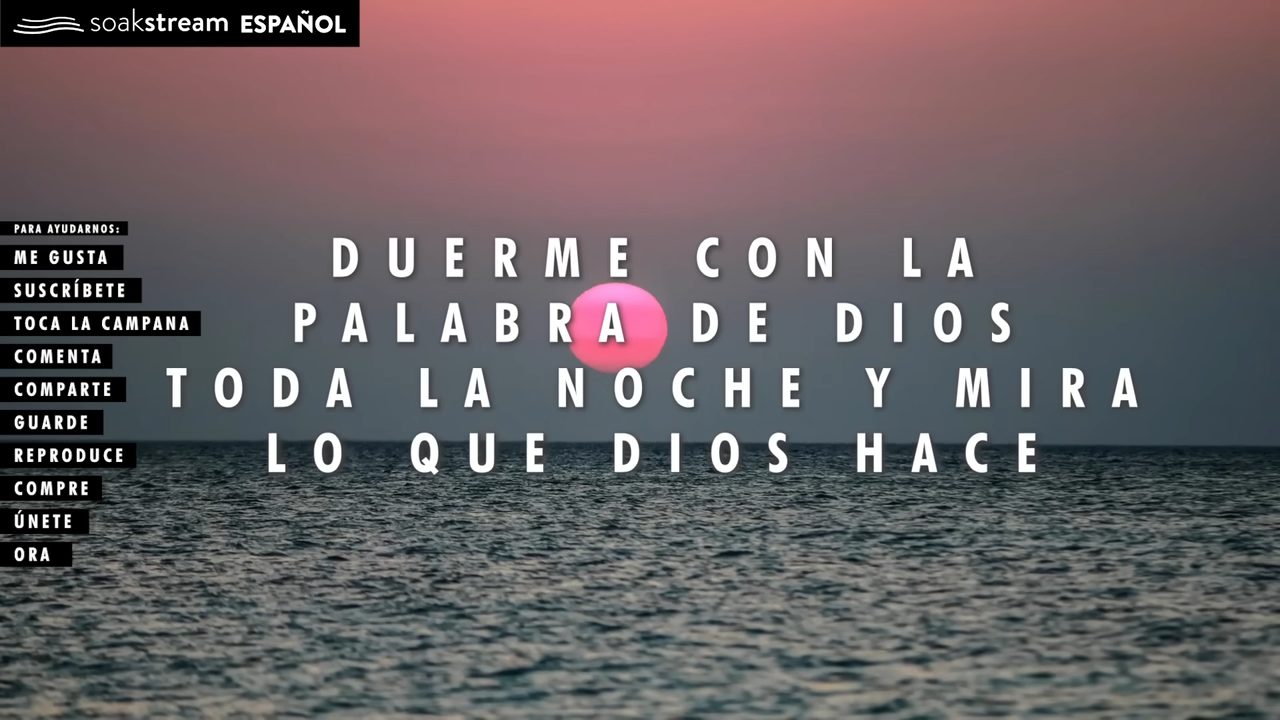 soakstream ESPAÑOL
PARA AYUDARNOS:
ME GUSTA
SUSCRÍBETE
TOCA LA CAMPANA
COMENTA
COMPARTE
GUARDE
REPRODUCE
COMPRE
ÚNETE
ORA
DUERME CON LA
PALABRA DE DIOS
TODA LA NOCHE Y MIRA
LO QUE DIOS HACE